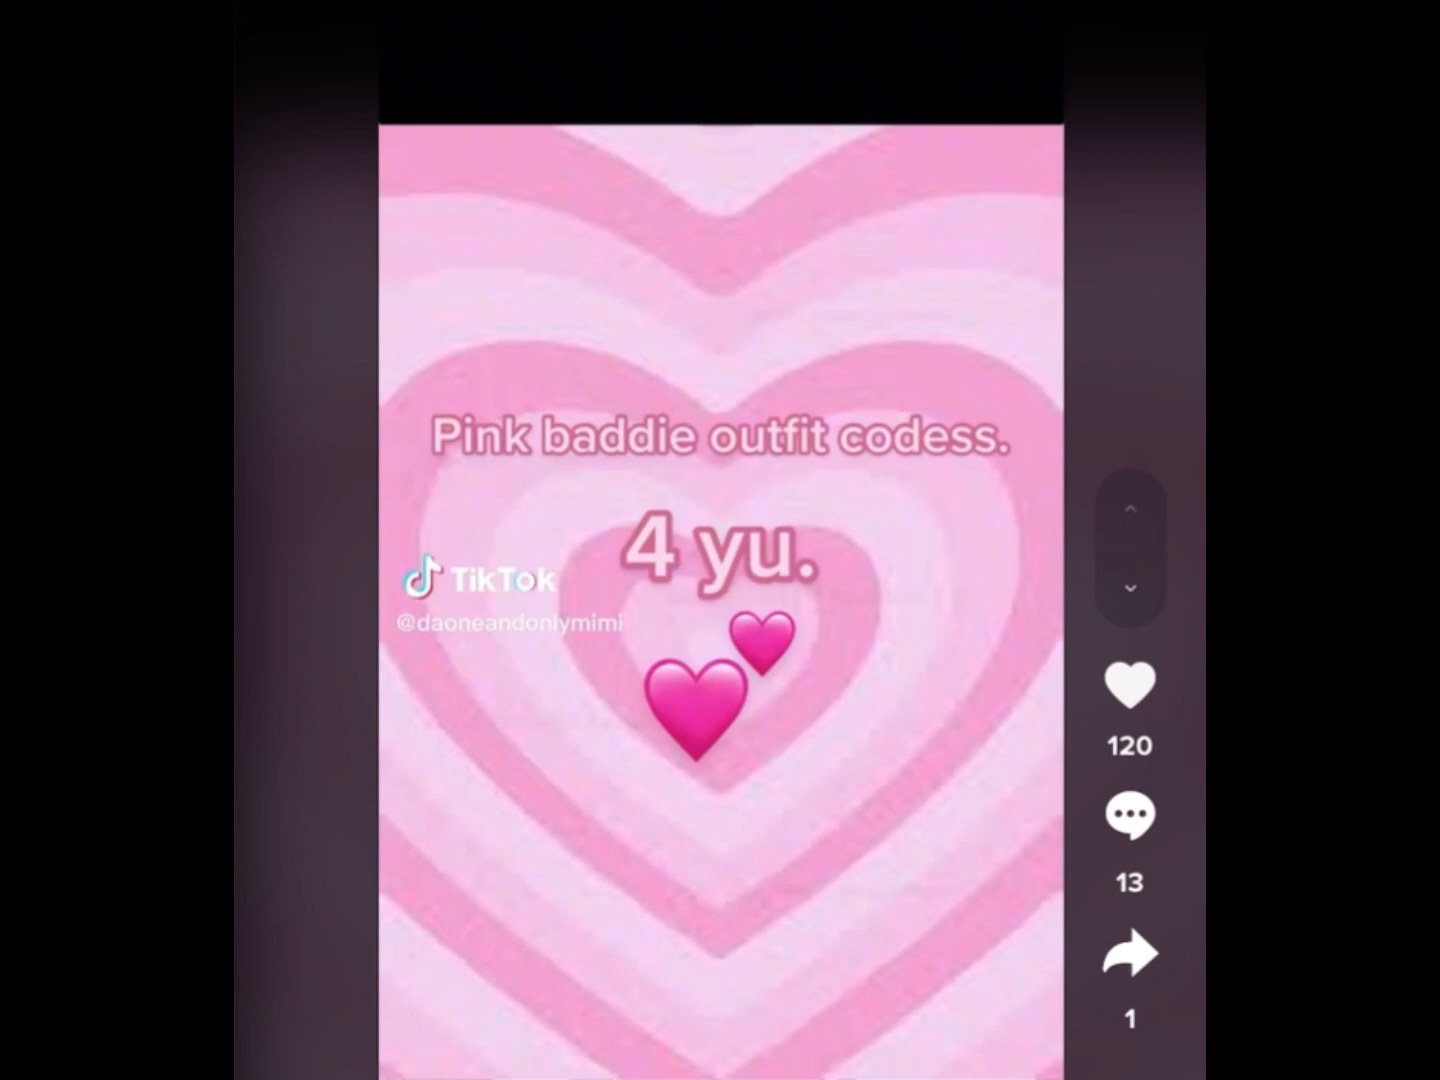 Pink baddie outfit codess.
4 yu.
TikTok
@daoneandonlymimi
120
13
1